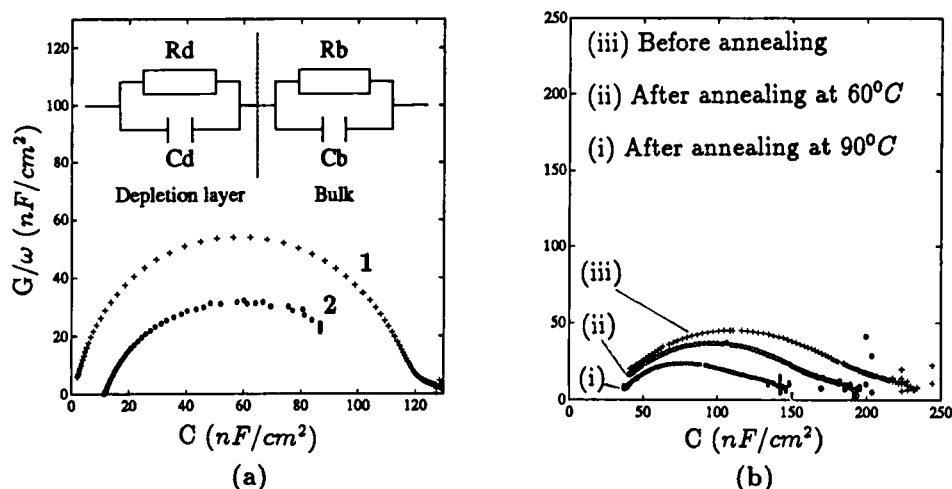 120
100
80
60
40
20
0
G/ω (nF/cm²)
Rd
Rb
Cd
Cb
Depletion layer
Bulk
1
2
0
20
40
60
80
100
120
C (nF/cm²)
(a)
250
200
150
100
50
0
(iii) Before annealing
(ii) After annealing at 60⁰C
(i) After annealing at 90⁰C
(iii)
(ii)
(i)
0
50
100
150
200
250
C (nF/cm²)
(b)